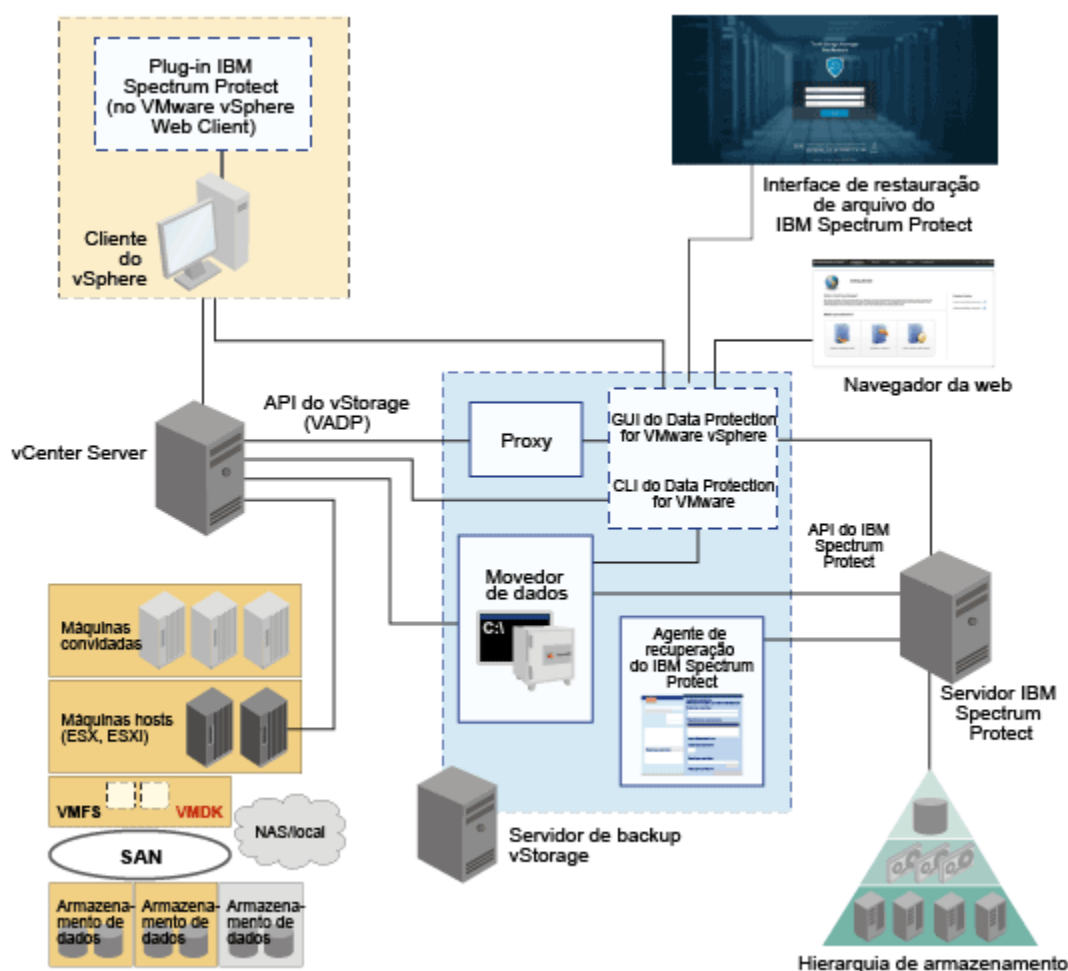 Plug-in IBM
Spectrum Protect
(no VMware vSphere
Web Client)
Cliente
do
vSphere
Interface de restauração
de arquivo do
IBM Spectrum Protect
Navegador da web
API do vStorage
(VADP)
vCenter Server
Proxy
GUI do Data Protection
for VMware vSphere
CLI do Data Protection
for VMware
API do IBM
Spectrum
Protect
Movedor
de dados
C:\
Agente de
recuperação
do IBM Spectrum
Protect
Servidor IBM
Spectrum
Protect
Máquinas
convidadas
Máquinas hosts
(ESX, ESXI)
VMFS
VMDK
NAS/local
SAN
Armazena-
mento de
dados
Armazena-
mento de
dados
Armazena-
mento de
dados
Servidor de backup
vStorage
Hierarquia de armazenamento